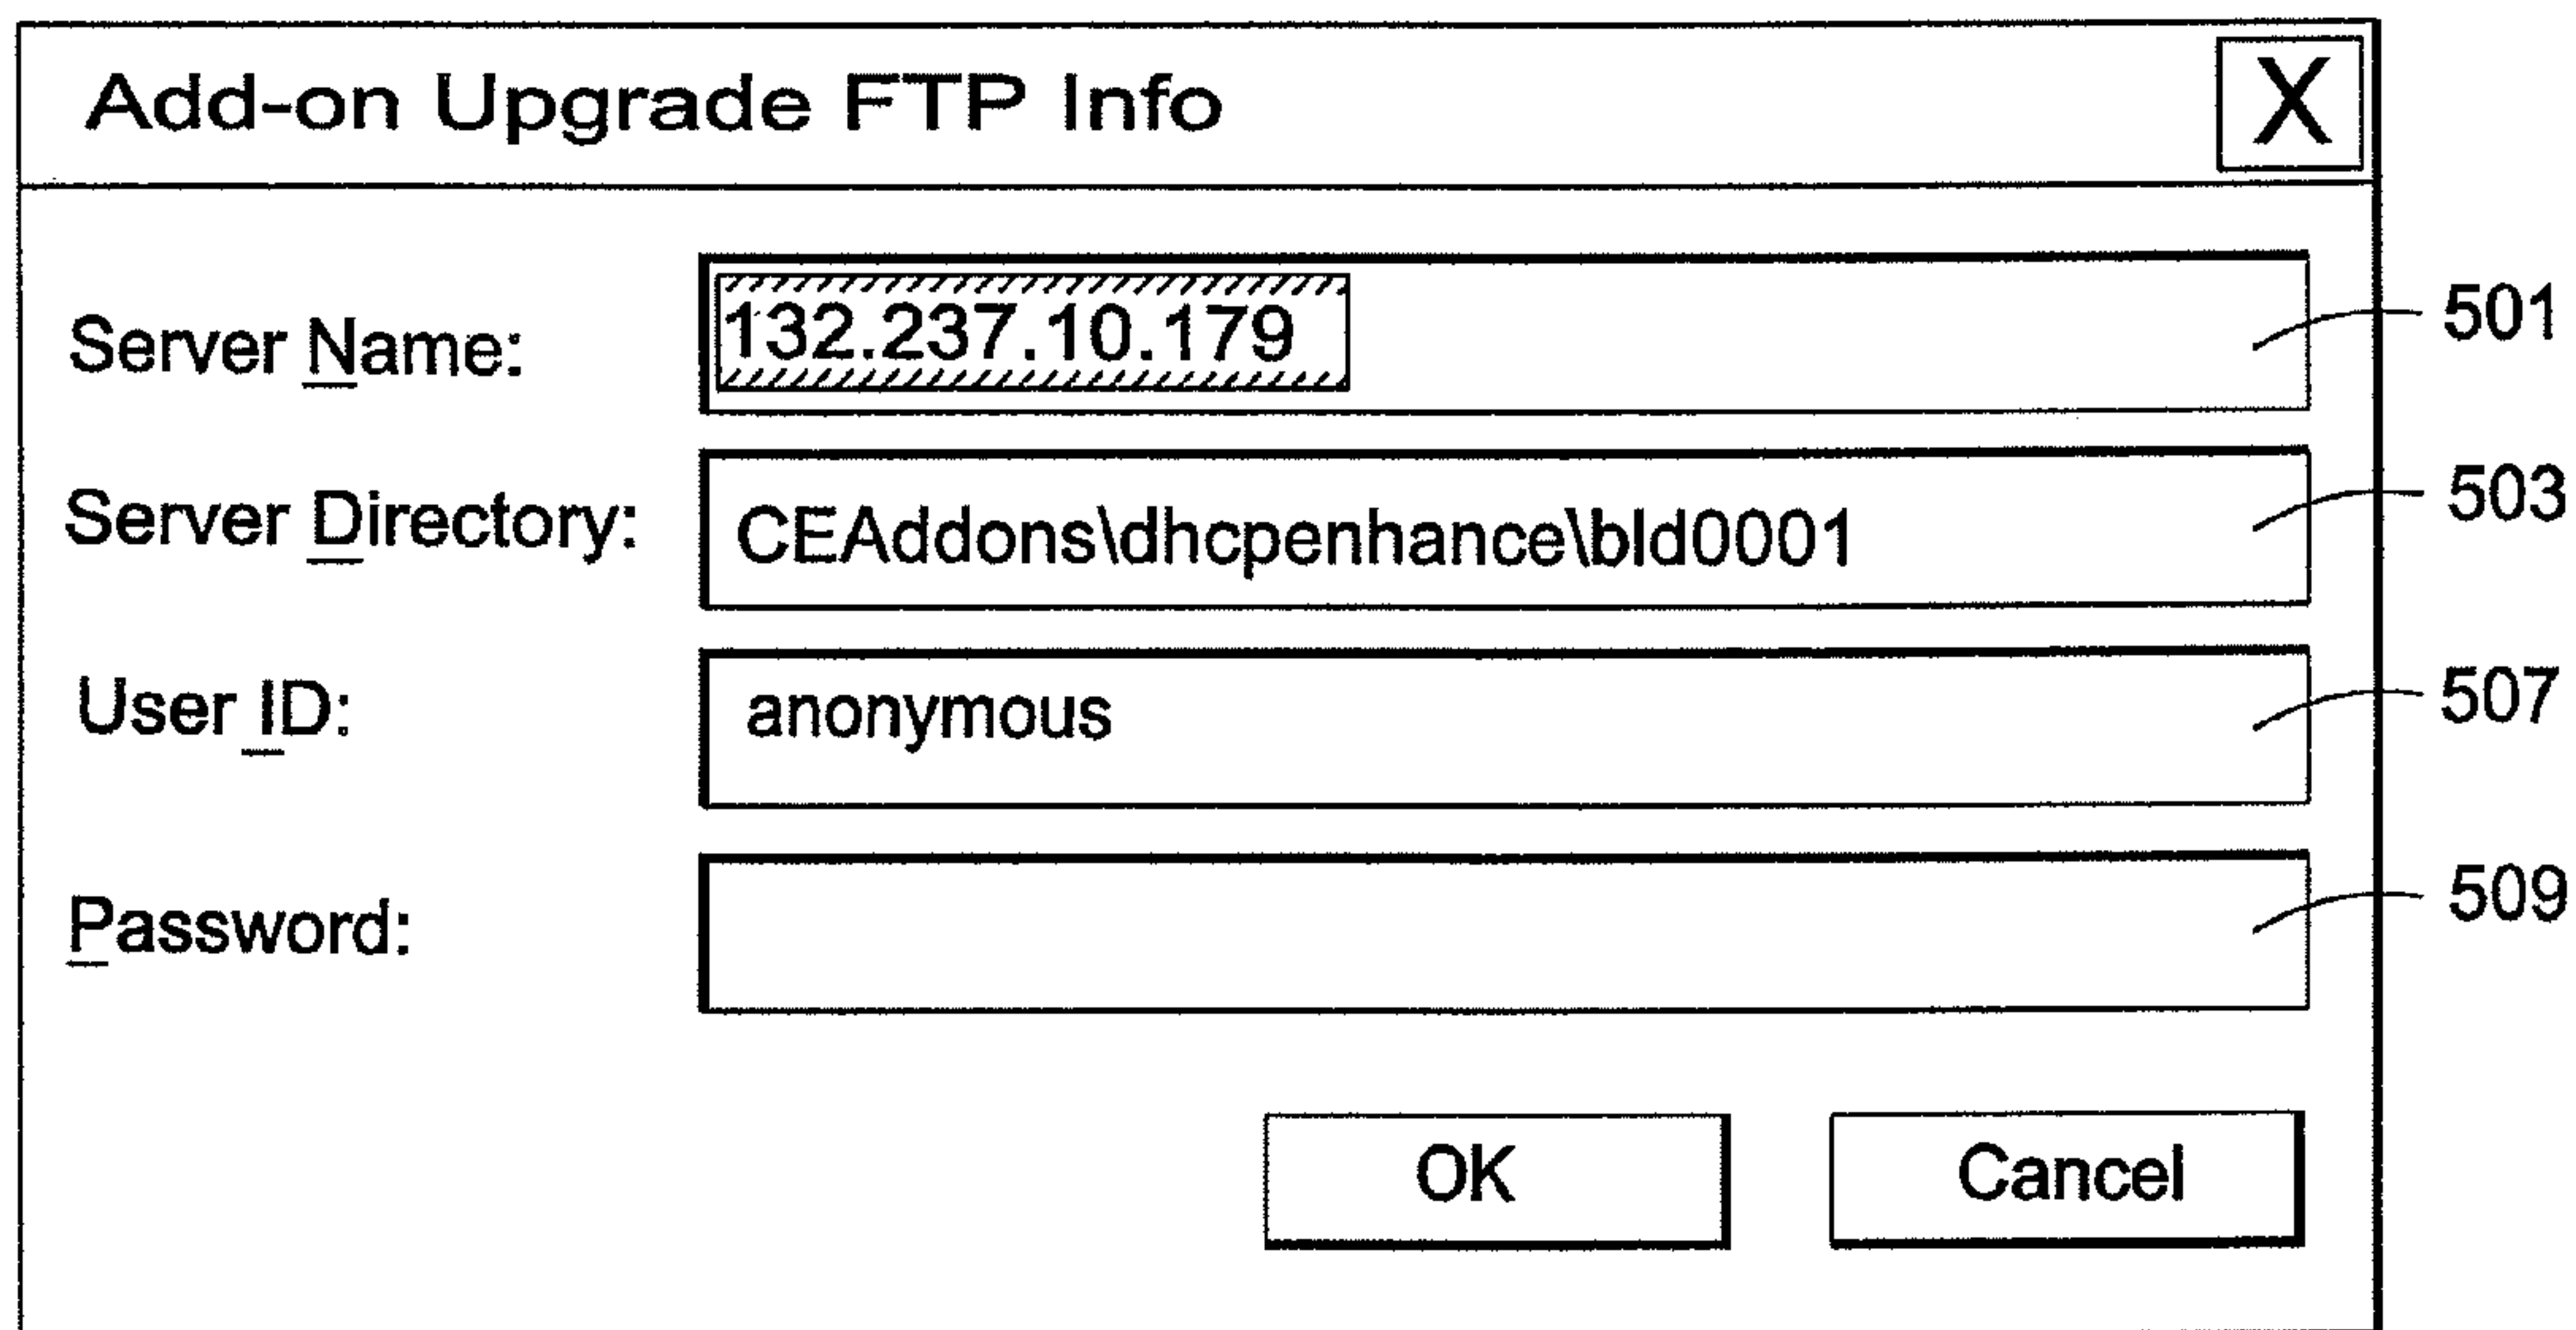 Add-on Upgrade FTP Info X
Server Name: 132.237.10.179 501
Server Directory: CEAddons\dhcpenhance\bld0001 503
User ID: anonymous 507
Password: 509
OK Cancel